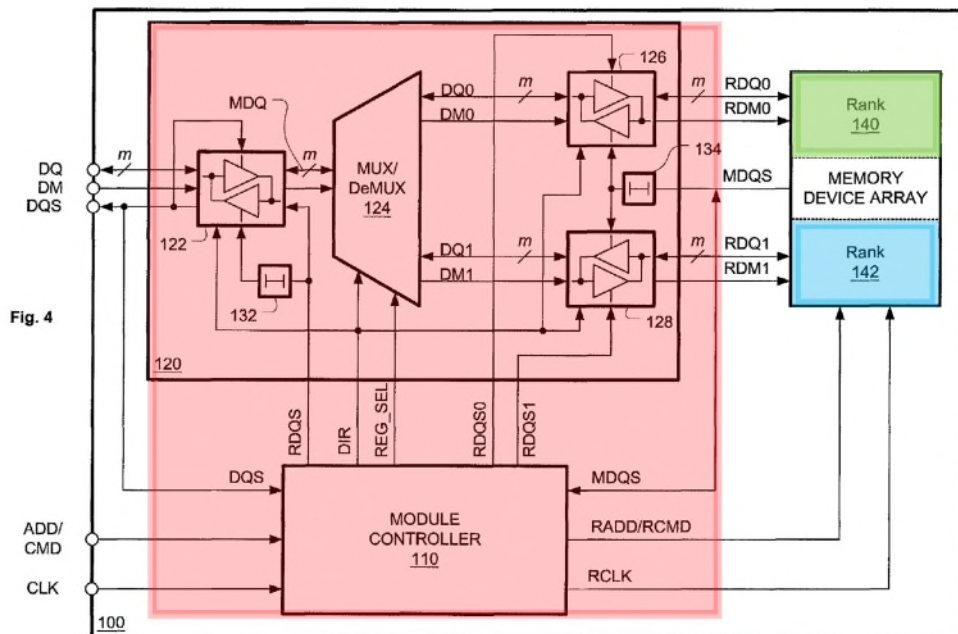 126
DQ0
m
RDQ0
DM0
RDM0
MDQ
Rank
140
134
DQ
m
m
MUX/
DeMUX
124
MDQS
MEMORY
DEVICE ARRAY
DM
DQS
122
DQ1
m
m
RDQ1
Rank
142
DM1
RDM1
Fig. 4
132
128
120
RDQS
DIR
REG_SEL
RDQS0
RDQS1
DQS
MDQS
ADD/
CMD
MODULE
CONTROLLER
110
RADD/RCMD
CLK
RCLK
100
m